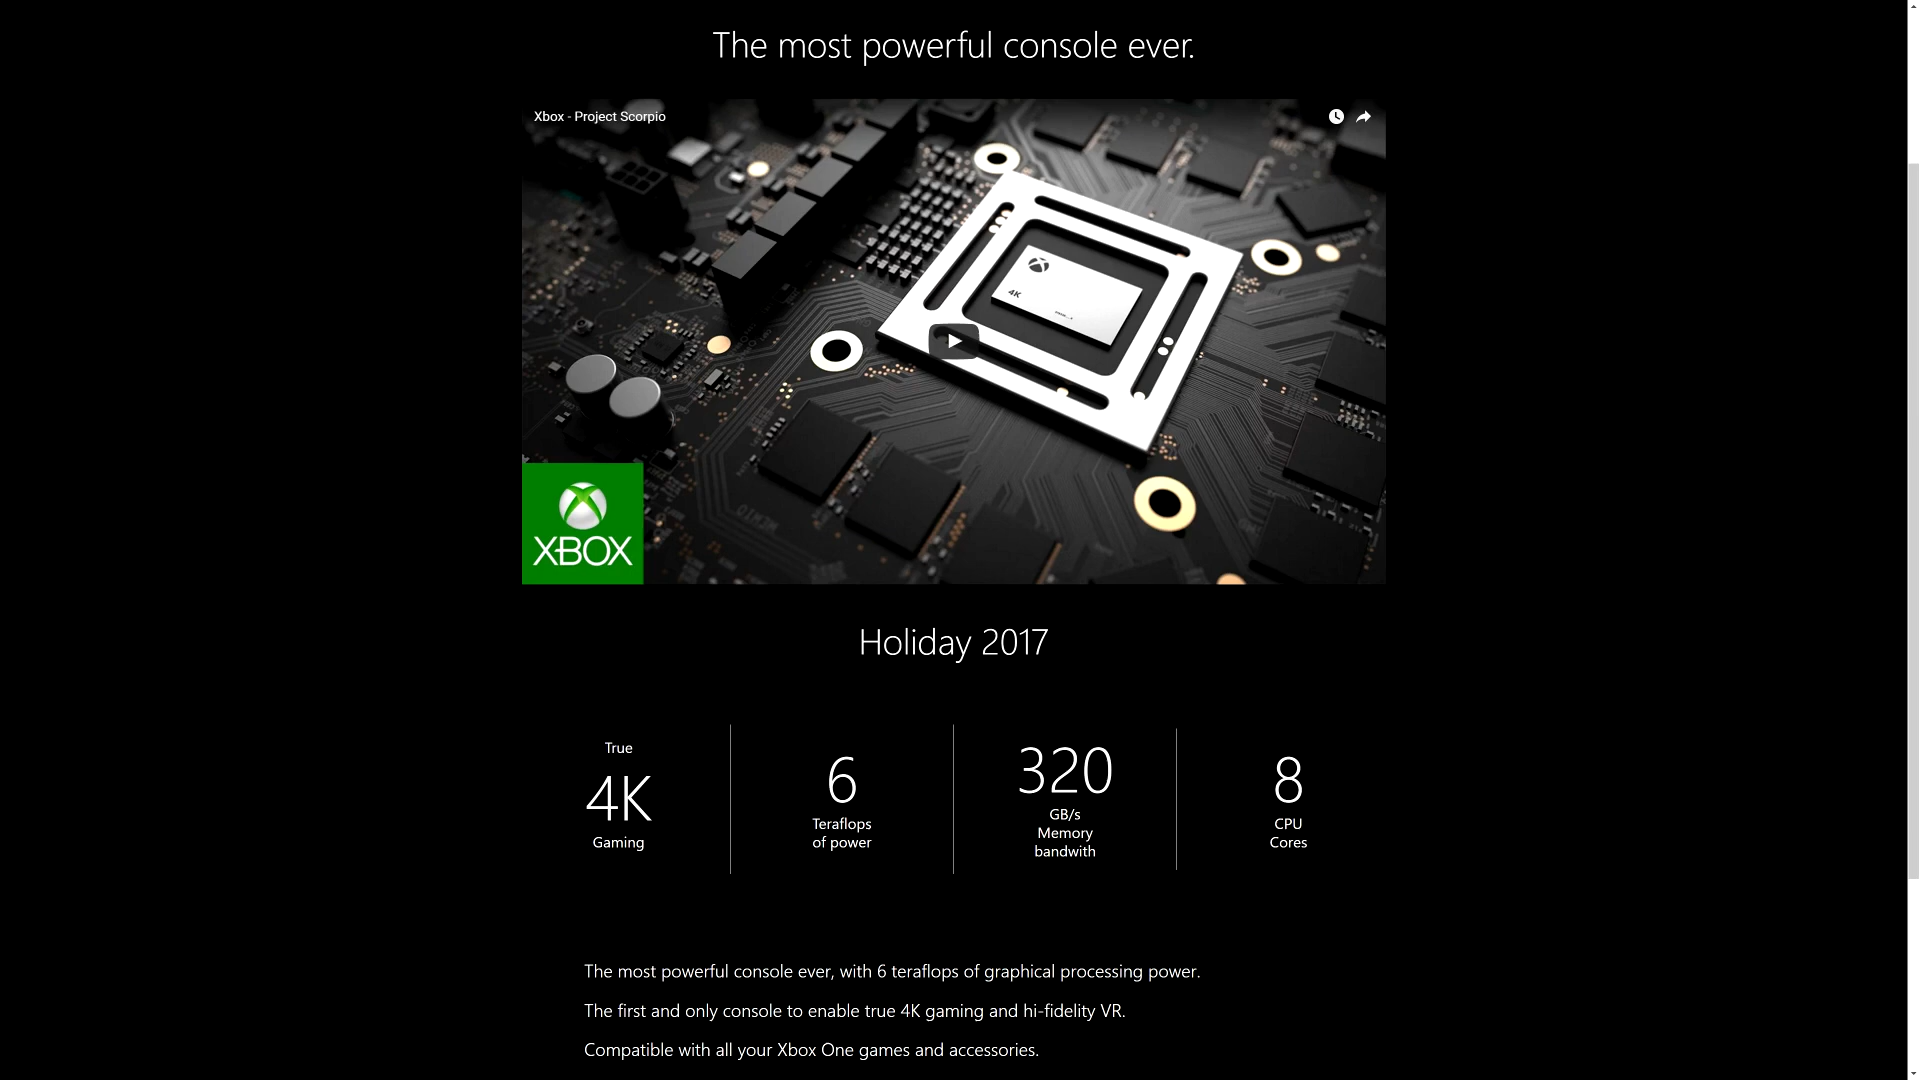 The most powerful console ever.
Xbox - Project Scorpio
4K
XBOX
Holiday 2017
True
4K
Gaming
6
Teraflops
of power
320
GB/s
Memory
bandwith
8
CPU
Cores
The most powerful console ever, with 6 teraflops of graphical processing power.
The first and only console to enable true 4K gaming and hi-fidelity VR.
Compatible with all your Xbox One games and accessories.